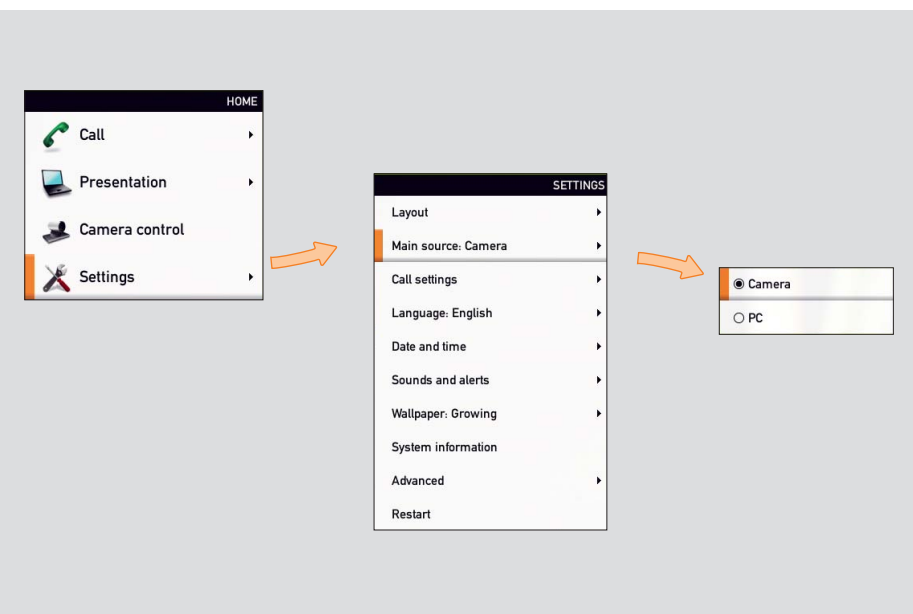 HOME
Call
Presentation
Camera control
Settings
SETTINGS
Layout
Main source: Camera
Call settings
Language: English
Date and time
Sounds and alerts
Wallpaper: Growing
System information
Advanced
Restart
Camera
PC